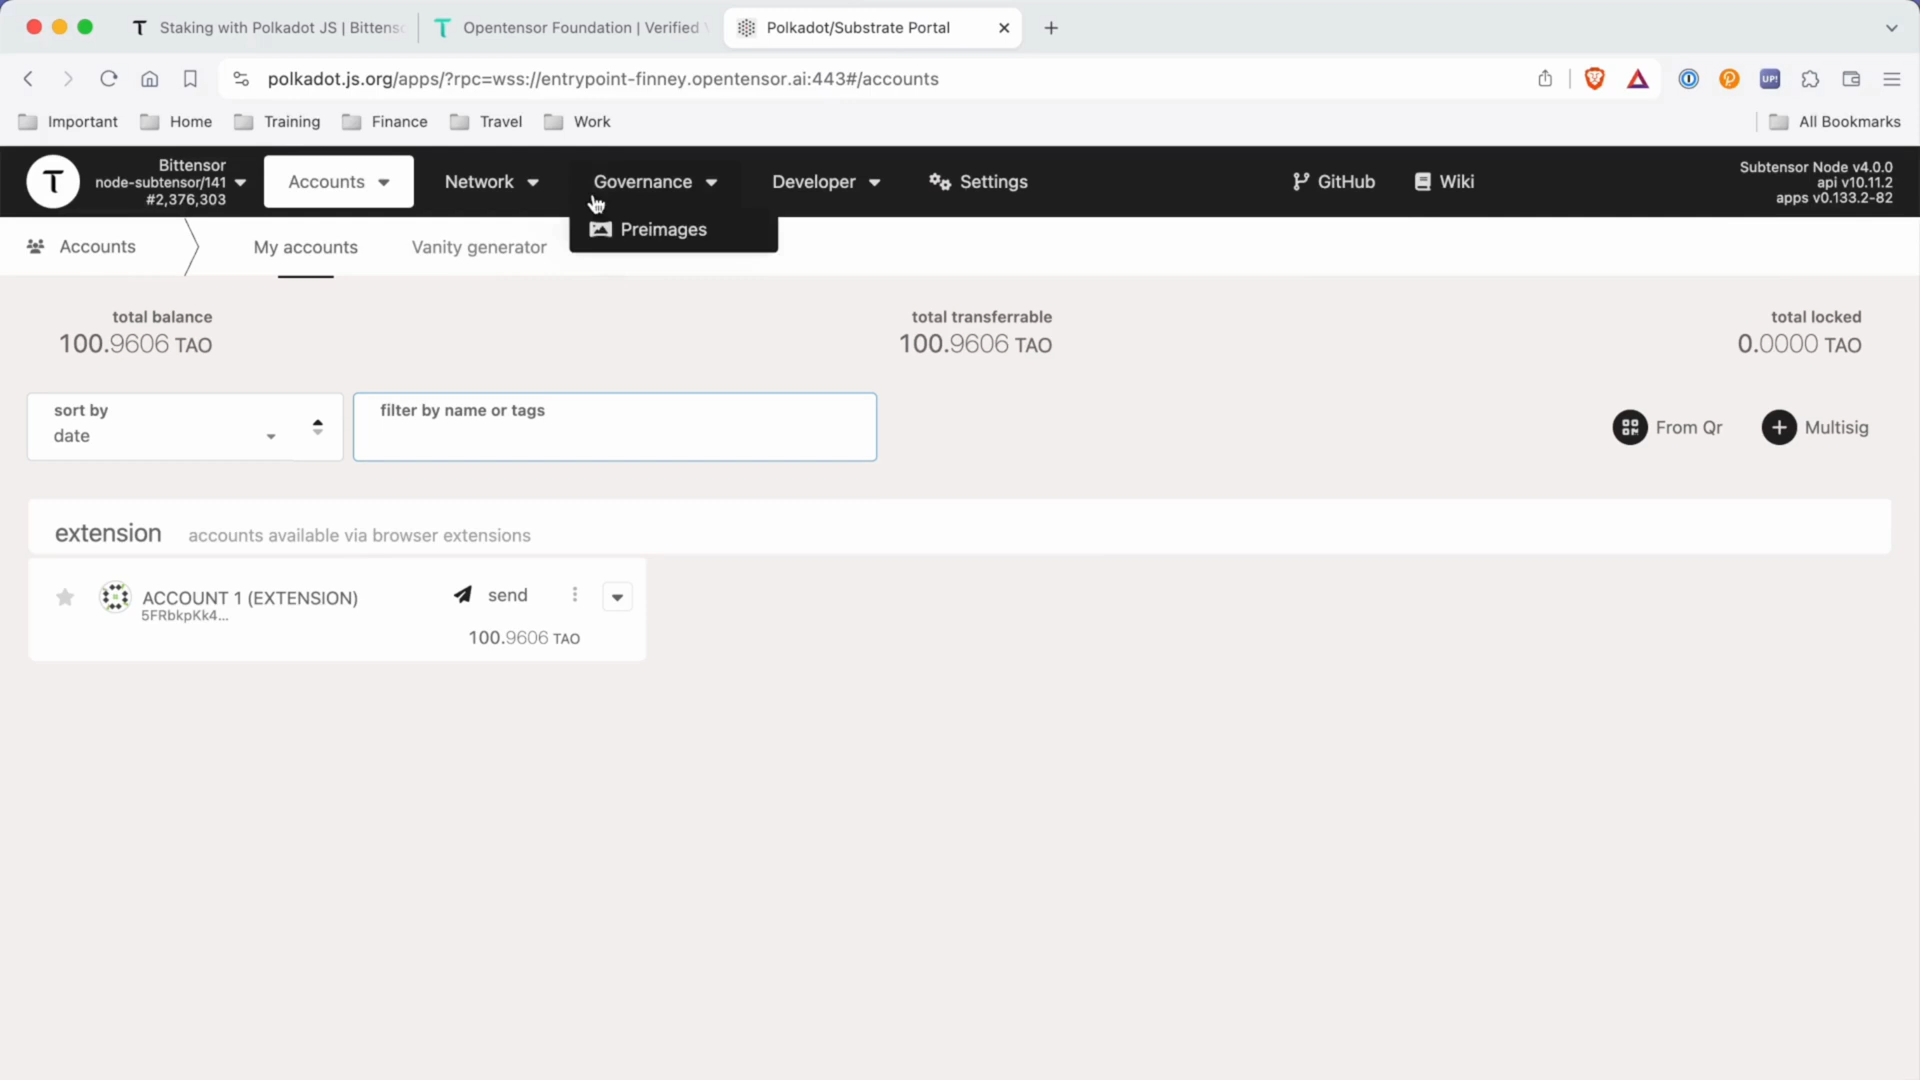 Staking with Polkadot JS | Bittens
Opentensor Foundation | Verified
Polkadot/Substrate Portal
polkadot.js.org/apps/?rpc=wss://entrypoint-finney.opentensor.ai:443#/accounts
UP!
Important
Home
Training
Finance
Travel
Work
All Bookmarks
Bittensor
node-subtensor/141
#2,376,303
Accounts
Network
Governance
Developer
Settings
GitHub
Wiki
Subtensor Node v4.0.0
api v10.11.2
apps v0.133.2-82
Preimages
Accounts
My accounts
Vanity generator
total balance
100.9606 TAO
total transferrable
100.9606 TAO
total locked
0.0000 TAO
sort by
date
filter by name or tags
From Qr
Multisig
extension accounts available via browser extensions
ACCOUNT 1 (EXTENSION)
5FRbkpKk4...
send
100.9606 TAO